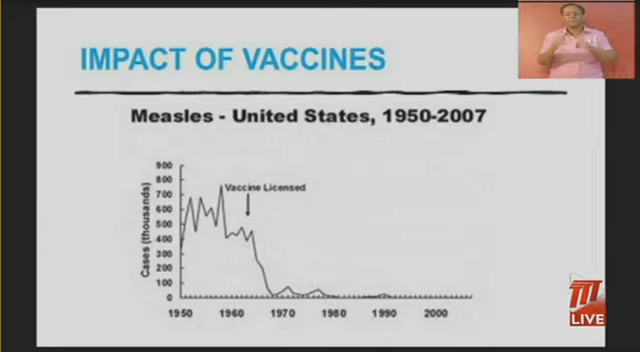 IMPACT OF VACCINES
Measles - United States, 1950-2007
Cases (thousands)
900
800
700
600
500
400
300
200
100
0
Vaccine Licensed
1950 1960 1970 1980 1990 2000
LIVE